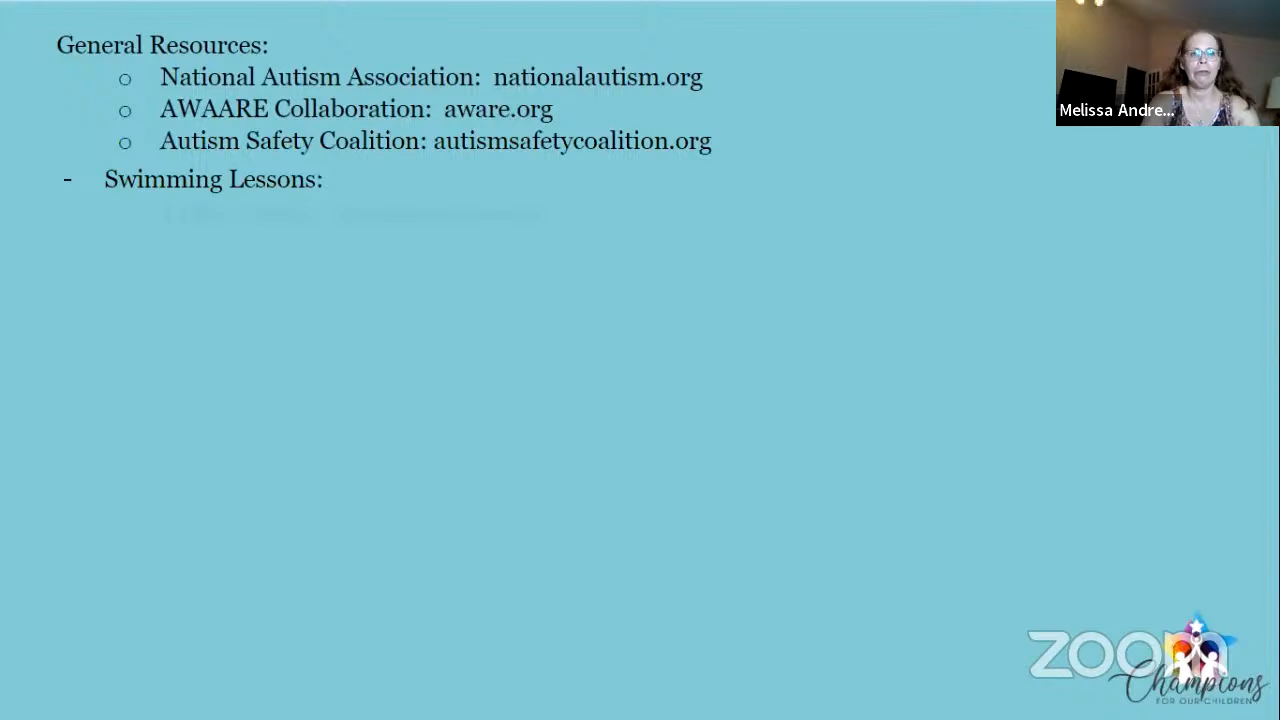 General Resources:
o National Autism Association: nationalautism.org
o AWAARE Collaboration: aware.org
o Autism Safety Coalition: autismsafetycoalition.org
- Swimming Lessons:
Melissa Andre...
zoom
Champions
FOR OUR CHILDREN